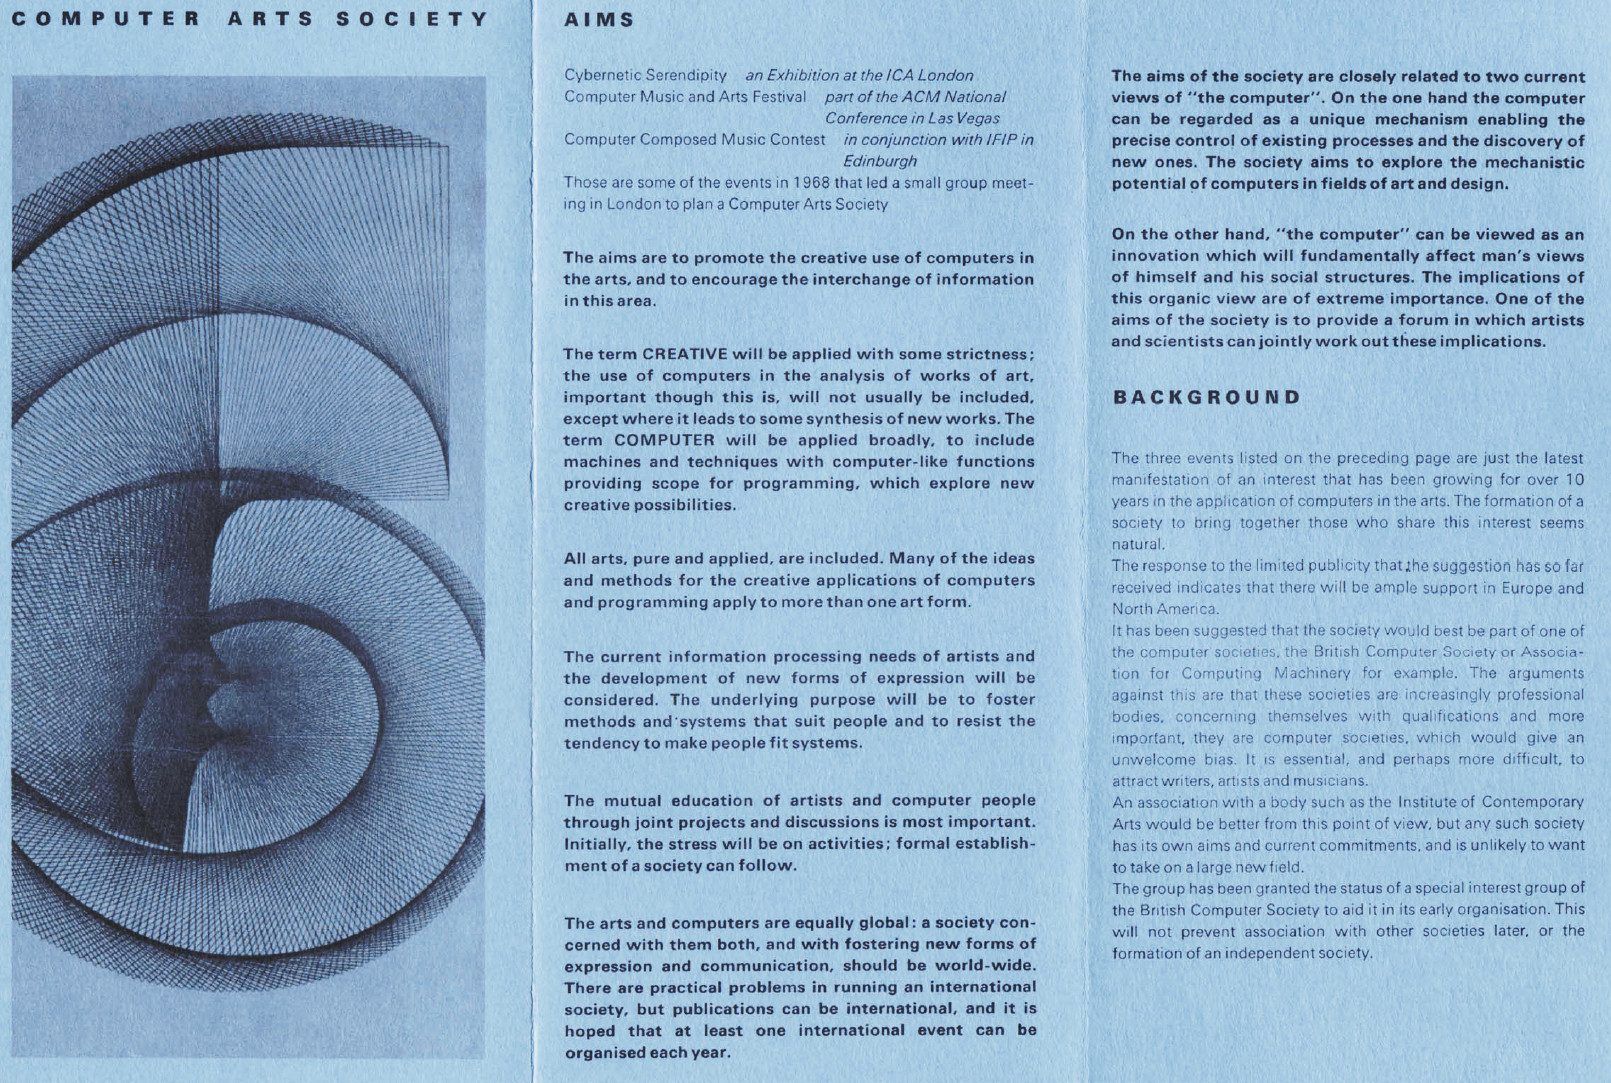 COMPUTER ARTS SOCIETY
AIMS
Cybernetic Serendipity an Exhibition at the ICA London
Computer Music and Arts Festival part of the ACM National
Conference in Las Vegas
Computer Composed Music Contest in conjunction with IFIP in
Edinburgh
Those are some of the events in 1968 that led a small group meet-
ing in London to plan a Computer Arts Society
The aims are to promote the creative use of computers in
the arts, and to encourage the interchange of information
in this area.
The term CREATIVE will be applied with some strictness;
the use of computers in the analysis of works of art,
important though this is, will not usually be included,
except where it leads to some synthesis of new works. The
term COMPUTER will be applied broadly, to include
machines and techniques with computer-like functions
providing scope for programming, which explore new
creative possibilities.
All arts, pure and applied, are included. Many of the ideas
and methods for the creative applications of computers
and programming apply to more than one art form.
The current information processing needs of artists and
the development of new forms of expression will be
considered. The underlying purpose will be to foster
methods and systems that suit people and to resist the
tendency to make people fit systems.
The mutual education of artists and computer people
through joint projects and discussions is most important.
Initially, the stress will be on activities; formal establish-
ment of a society can follow.
The arts and computers are equally global: a society con-
cerned with them both, and with fostering new forms of
expression and communication, should be world-wide.
There are practical problems in running an international
society, but publications can be international, and it is
hoped that at least one international event can be
organised each year.
The aims of the society are closely related to two current
views of "the computer". On the one hand the computer
can be regarded as a unique mechanism enabling the
precise control of existing processes and the discovery of
new ones. The society aims to explore the mechanistic
potential of computers in fields of art and design.
On the other hand, "the computer" can be viewed as an
innovation which will fundamentally affect man's views
of himself and his social structures. The implications of
this organic view are of extreme importance. One of the
aims of the society is to provide a forum in which artists
and scientists can jointly work out these implications.
BACKGROUND
The three events listed on the preceding page are just the latest
manifestation of an interest that has been growing for over 10
years in the application of computers in the arts. The formation of a
society to bring together those who share this interest seems
natural.
The response to the limited publicity that the suggestion has so far
received indicates that there will be ample support in Europe and
North America.
It has been suggested that the society would best be part of one of
the computer societies, the British Computer Society or Associa-
tion for Computing Machinery for example. The arguments
against this are that these societies are increasingly professional
bodies, concerning themselves with qualifications and more
important, they are computer societies, which would give an
unwelcome bias. It is essential, and perhaps more difficult, to
attract writers, artists and musicians.
An association with a body such as the Institute of Contemporary
Arts would be better from this point of view, but any such society
has its own aims and current commitments, and is unlikely to want
to take on a large new field.
The group has been granted the status of a special interest group of
the British Computer Society to aid it in its early organisation. This
will not prevent association with other societies later, or the
formation of an independent society.